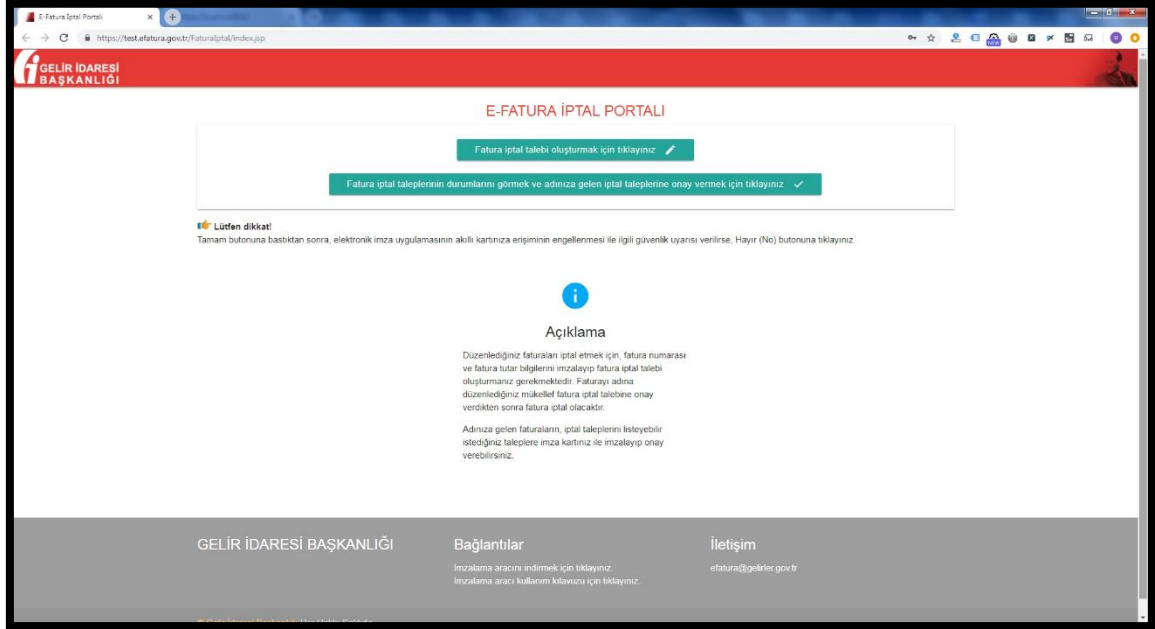 E-Fatura İptal Portalı
https://test.efatura.gov.tr/FaturaIptal/index.jsp
NEW
GELİR İDARESİ
BAŞKANLIĞI
E-FATURA İPTAL PORTALI
Fatura iptal talebi oluşturmak için tıklayınız
Fatura iptal taleplerinin durumlarını görmek ve adınıza gelen iptal taleplerine onay vermek için tıklayınız
Lütfen dikkat!
Tamam butonuna bastıktan sonra, elektronik imza uygulamasının akıllı kartınıza erişiminin engellenmesi ile ilgili güvenlik uyarısı verilirse, Hayır (No) butonuna tıklayınız.
Açıklama
Düzenlediğiniz faturaları iptal etmek için, fatura numarası
ve fatura tutar bilgilerini imzalayıp fatura iptal talebi
oluşturmanız gerekmektedir. Faturayı adına
düzenlediğiniz mükellef fatura iptal talebine onay
verdikten sonra fatura iptal olacaktır.
Adınıza gelen faturaların, iptal taleplerini listeyebilir
istediğiniz taleplere imza kartınız ile imzalayıp onay
verebilirsiniz.
GELİR İDARESİ BAŞKANLIĞI
Bağlantılar
İletişim
İmzalama aracını indirmek için tıklayınız.
efatura@gelirler.gov.tr
İmzalama aracı kullanım kılavuzu için tıklayınız.